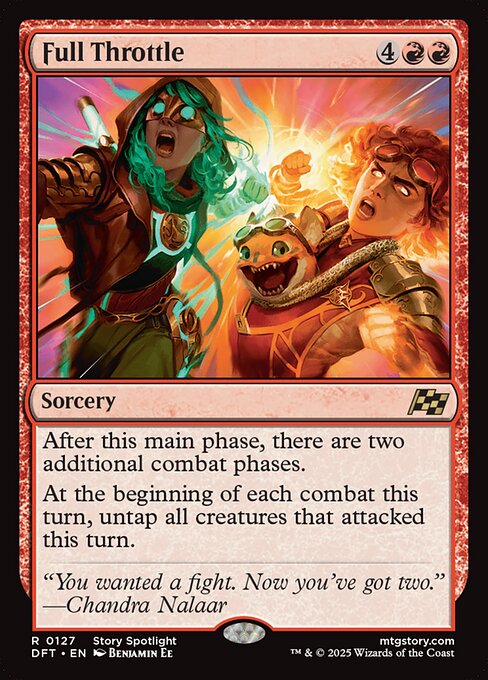 Full Throttle 4
Sorcery
After this main phase, there are two
additional combat phases.
At the beginning of each combat this
turn, untap all creatures that attacked
this turn.
“You wanted a fight. Now you’ve got two.”
—Chandra Nalaar
R 0127 Story Spotlight mtgstory.com
DFT • EN Benjamin Ee ™ & © 2025 Wizards of the Coast